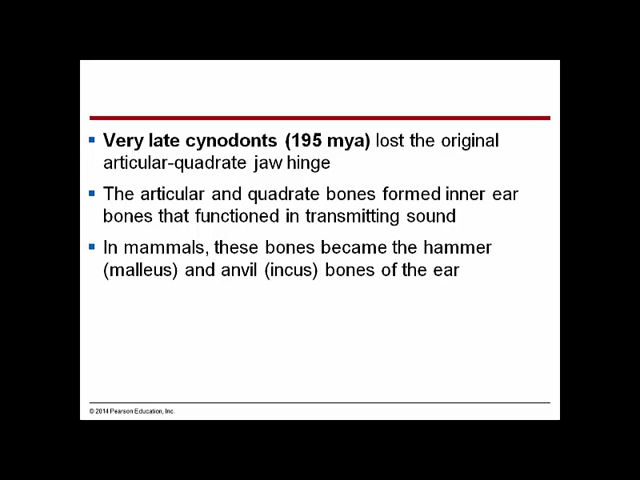 ▪ Very late cynodonts (195 mya) lost the original
articular-quadrate jaw hinge
▪ The articular and quadrate bones formed inner ear
bones that functioned in transmitting sound
▪ In mammals, these bones became the hammer
(malleus) and anvil (incus) bones of the ear
© 2014 Pearson Education, Inc.